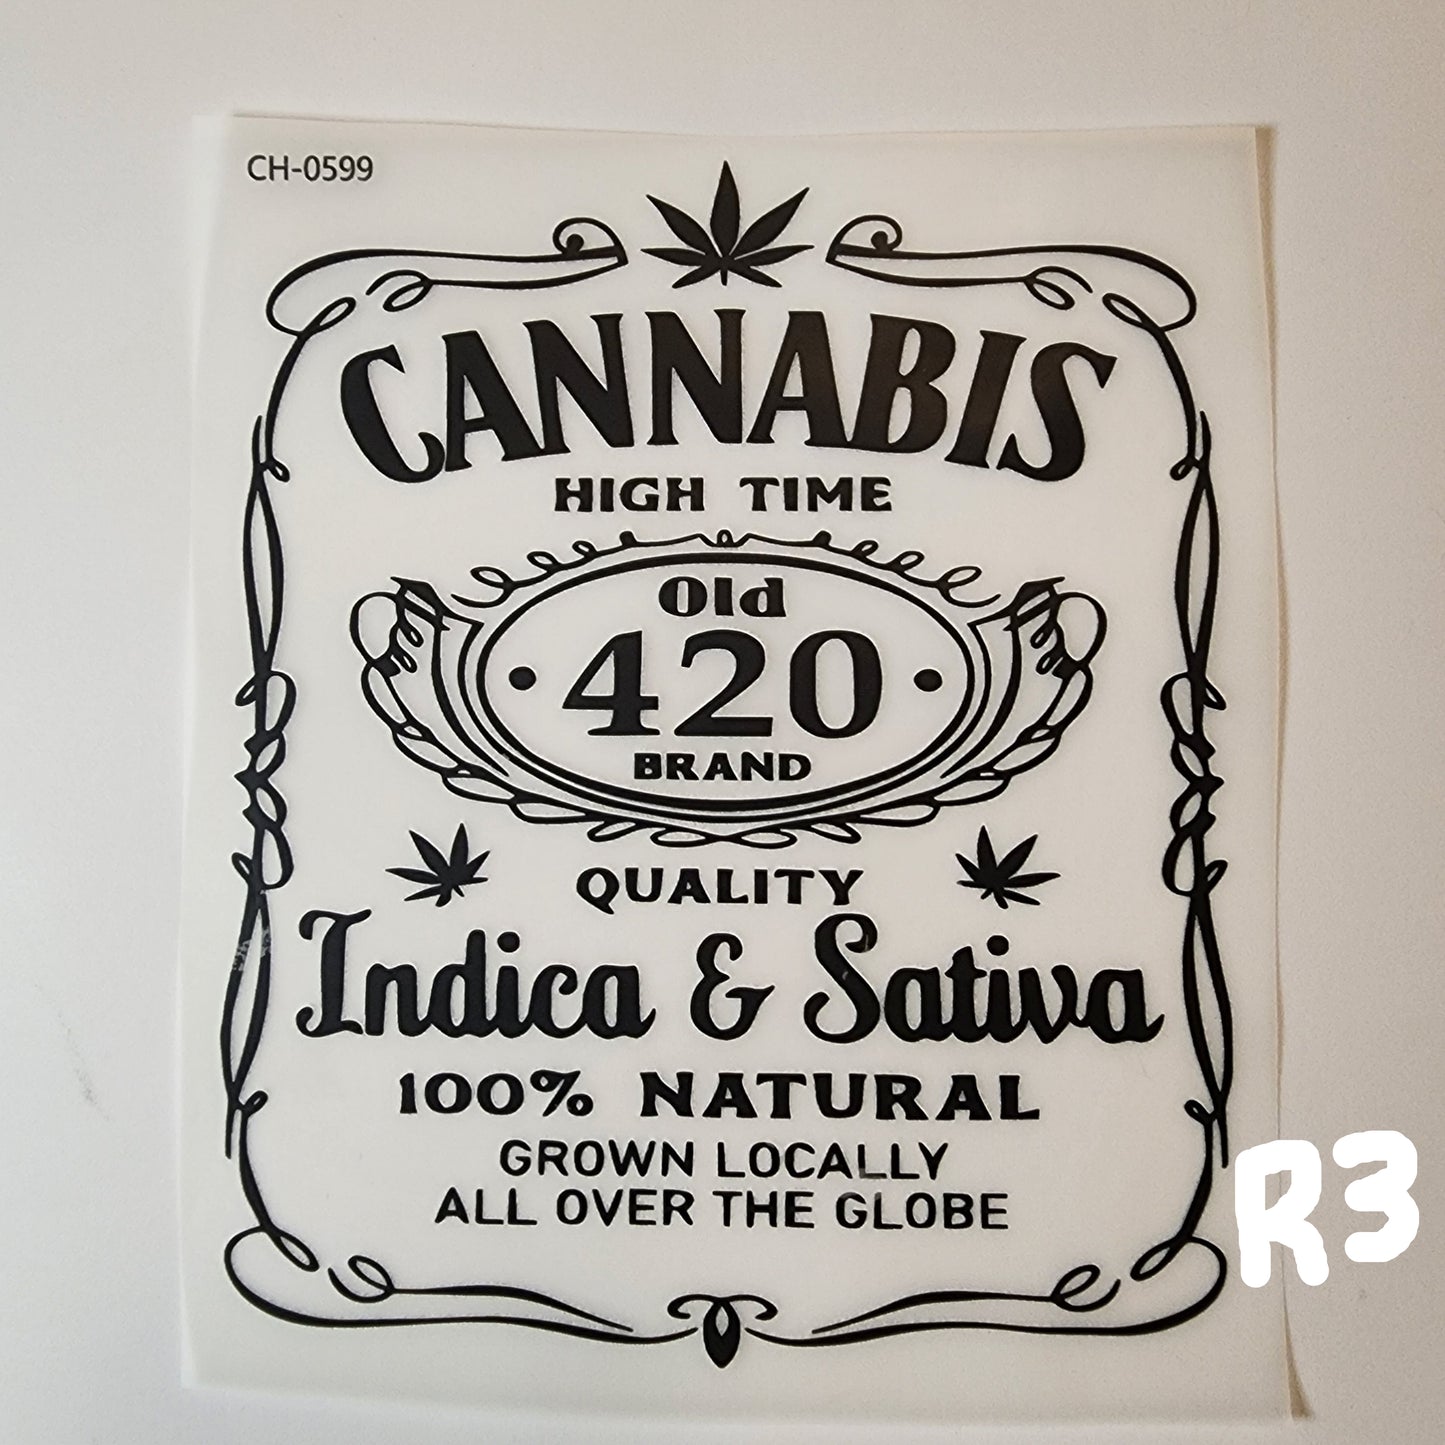 CH-0599
CANNABIS
HIGH TIME
Old
420
BRAND
QUALITY
Indica & Sativa
100% NATURAL
GROWN LOCALLY
ALL OVER THE GLOBE
R3